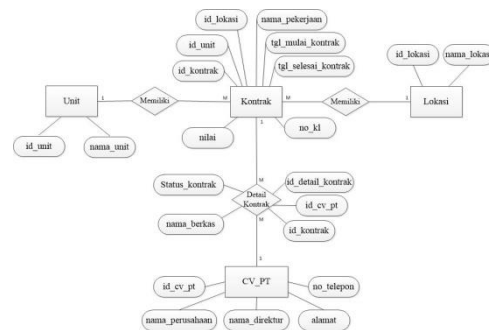 id_lokasi
nama_pekerjaan
id_unit
tgl_mulai_kontrak
id_kontrak
tgl_selesai_kontrak
id_lokasi
nama_lokasi
Unit
1
Memiliki
M
Kontrak
M
Memiliki
1
Lokasi
id_unit
nama_unit
nilai
1
no_kl
Status_kontrak
M
id_detail_kontrak
Detail
Kontrak
id_cv_pt
nama_berkas
M
id_kontrak
id_cv_pt
CV_PT
no_telepon
nama_perusahaan
nama_direktur
alamat